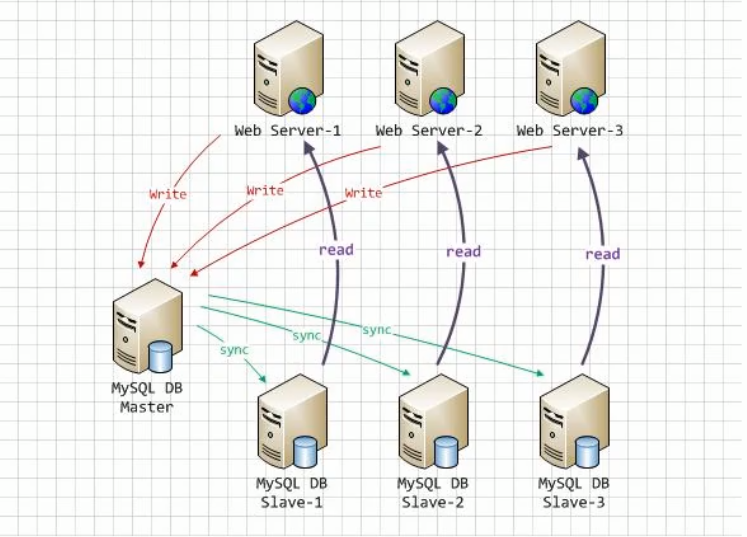 Web Server-1
Web Server-2
Web Server-3
Write
Write
Write
read
read
read
sync
sync
sync
MySQL DB
Master
MySQL DB
Slave-1
MySQL DB
Slave-2
MySQL DB
Slave-3